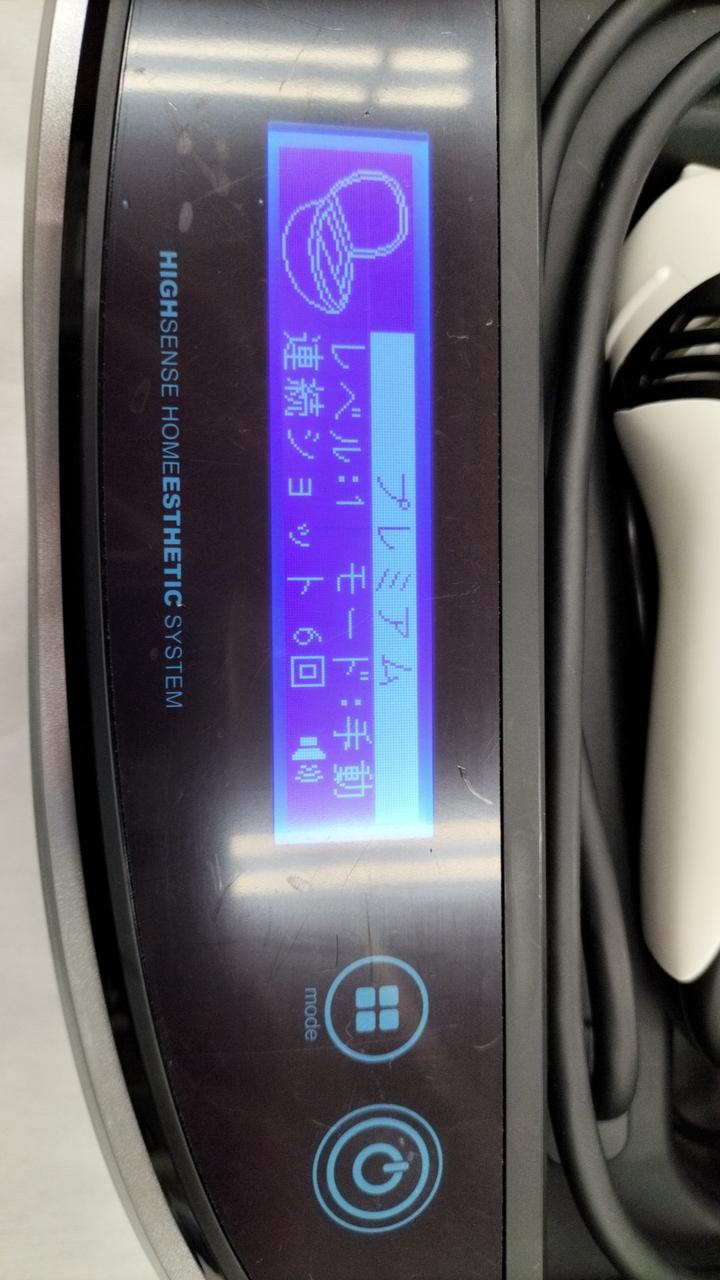 プレミアム
レベル:1 モード:手動
連続ショット 6回
HIGHSENSE HOMEESTHETIC SYSTEM
mode